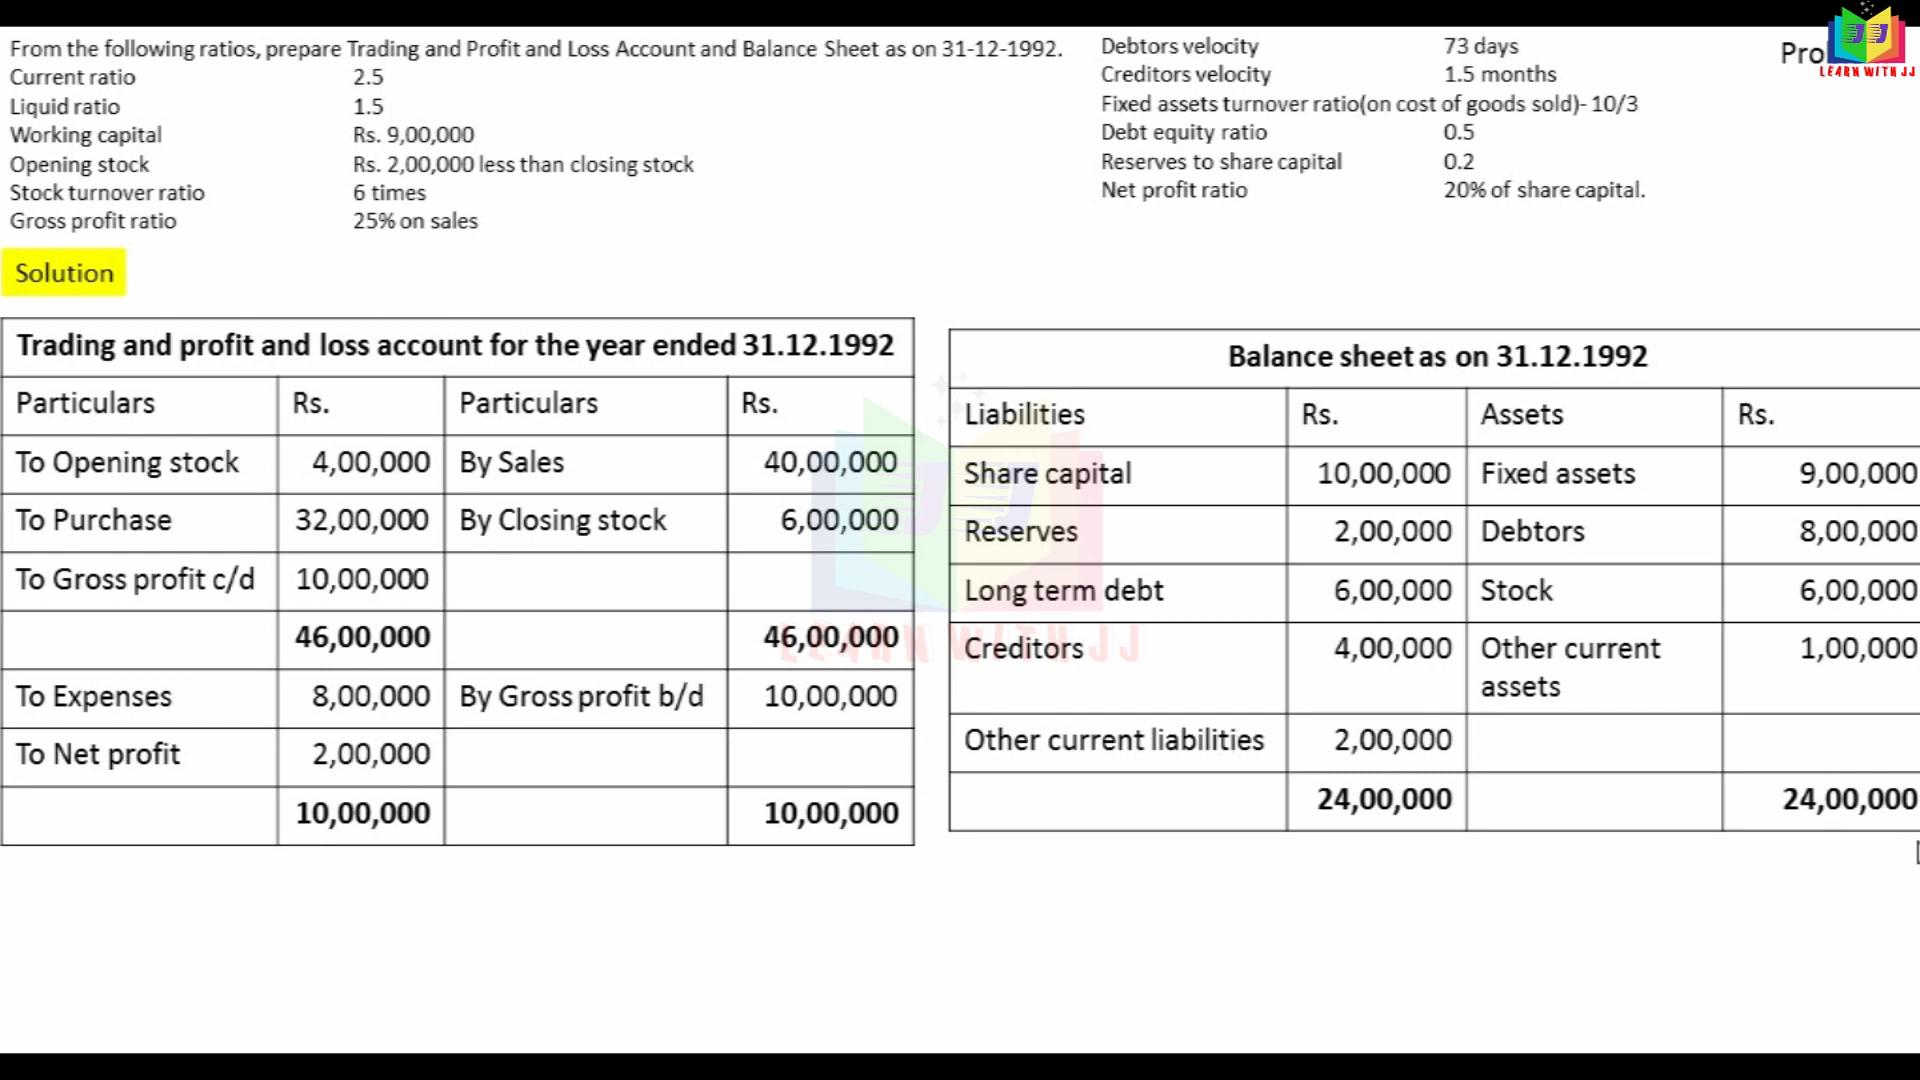 From the following ratios, prepare Trading and Profit and Loss Account and Balance Sheet as on 31-12-1992.
Current ratio 2.5
Liquid ratio 1.5
Working capital Rs. 9,00,000
Opening stock Rs. 2,00,000 less than closing stock
Stock turnover ratio 6 times
Gross profit ratio 25% on sales
Debtors velocity 73 days
Creditors velocity 1.5 months
Fixed assets turnover ratio(on cost of goods sold)- 10/3
Debt equity ratio 0.5
Reserves to share capital 0.2
Net profit ratio 20% of share capital.
Pro
LEARN WITH JJ
Solution
Trading and profit and loss account for the year ended 31.12.1992
Particulars Rs. Particulars Rs.
To Opening stock 4,00,000 By Sales 40,00,000
To Purchase 32,00,000 By Closing stock 6,00,000
To Gross profit c/d 10,00,000
46,00,000 46,00,000
To Expenses 8,00,000 By Gross profit b/d 10,00,000
To Net profit 2,00,000
10,00,000 10,00,000
Balance sheet as on 31.12.1992
Liabilities Rs. Assets Rs.
Share capital 10,00,000 Fixed assets 9,00,000
Reserves 2,00,000 Debtors 8,00,000
Long term debt 6,00,000 Stock 6,00,000
Creditors 4,00,000 Other current 1,00,000
assets
Other current liabilities 2,00,000
24,00,000 24,00,000
LEARN WITH JJ